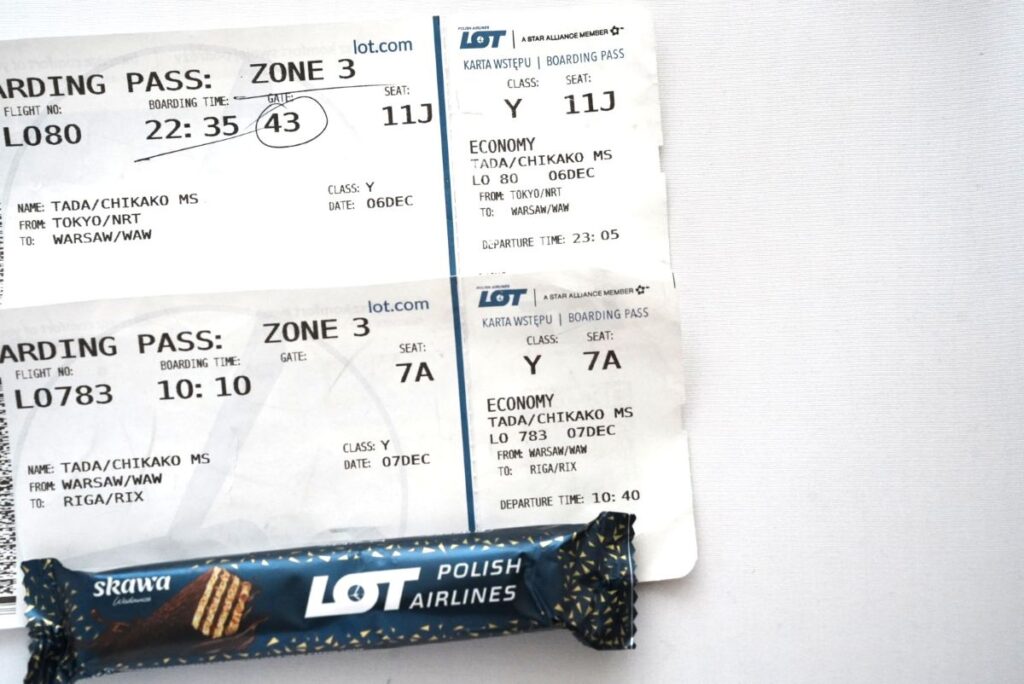 lot.com
ARDING PASS: ZONE 3
FLIGHT NO: BOARDING TIME: GATE: SEAT:
LO80 22:35 43 11J
NAME: TADA/CHIKAKO MS CLASS: Y
FROM: TOKYO/NRT DATE: 06DEC
TO: WARSAW/WAW
POLISH AIRLINES
LOT | A STAR ALLIANCE MEMBER
KARTA WSTĘPU | BOARDING PASS
CLASS: SEAT:
Y 11J
ECONOMY
TADA/CHIKAKO MS
LO 80 06DEC
FROM: TOKYO/NRT
TO: WARSAW/WAW
DEPARTURE TIME: 23:05
lot.com
ARDING PASS: ZONE 3
FLIGHT NO: BOARDING TIME: GATE: SEAT:
LO783 10:10 7A
NAME: TADA/CHIKAKO MS CLASS: Y
FROM: WARSAW/WAW DATE: 07DEC
TO: RIGA/RIX
POLISH AIRLINES
LOT | A STAR ALLIANCE MEMBER
KARTA WSTĘPU | BOARDING PASS
CLASS: SEAT:
Y 7A
ECONOMY
TADA/CHIKAKO MS
LO 783 07DEC
FROM: WARSAW/WAW
TO: RIGA/RIX
DEPARTURE TIME: 10:40
skawa
Wadowice
LOT POLISH
AIRLINES